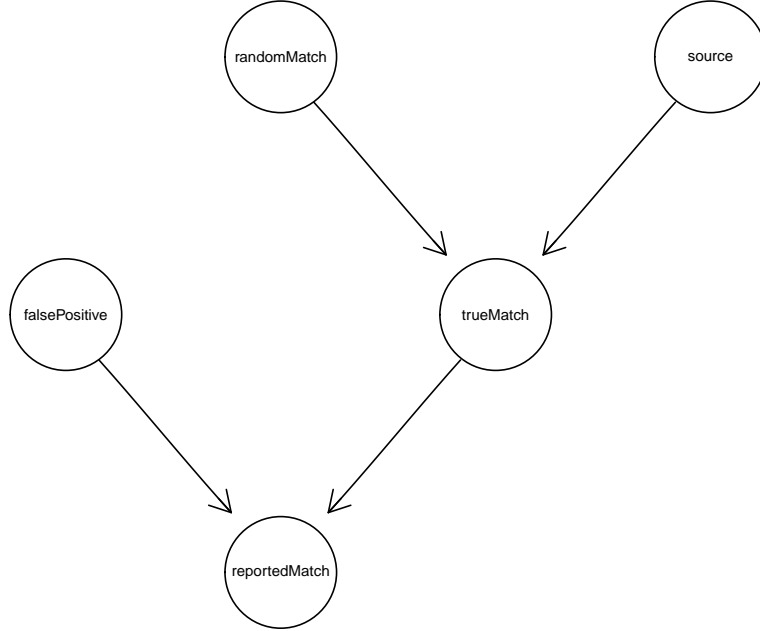 randomMatch
source
falsePositive
trueMatch
reportedMatch